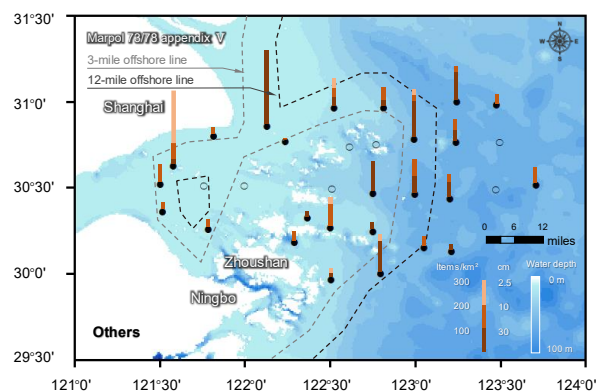 31°30'
Marpol 73/78 appendix V
3-mile offshore line
12-mile offshore line
N
W E
S
31°0'
Shanghai
30°30'
0 6 12
miles
Zhoushan
Items/km² cm Water depth
300 2.5 0 m
200 10
100 30
100 m
30°0'
Ningbo
Others
29°30'
121°0' 121°30' 122°0' 122°30' 123°0' 123°30' 124°0'